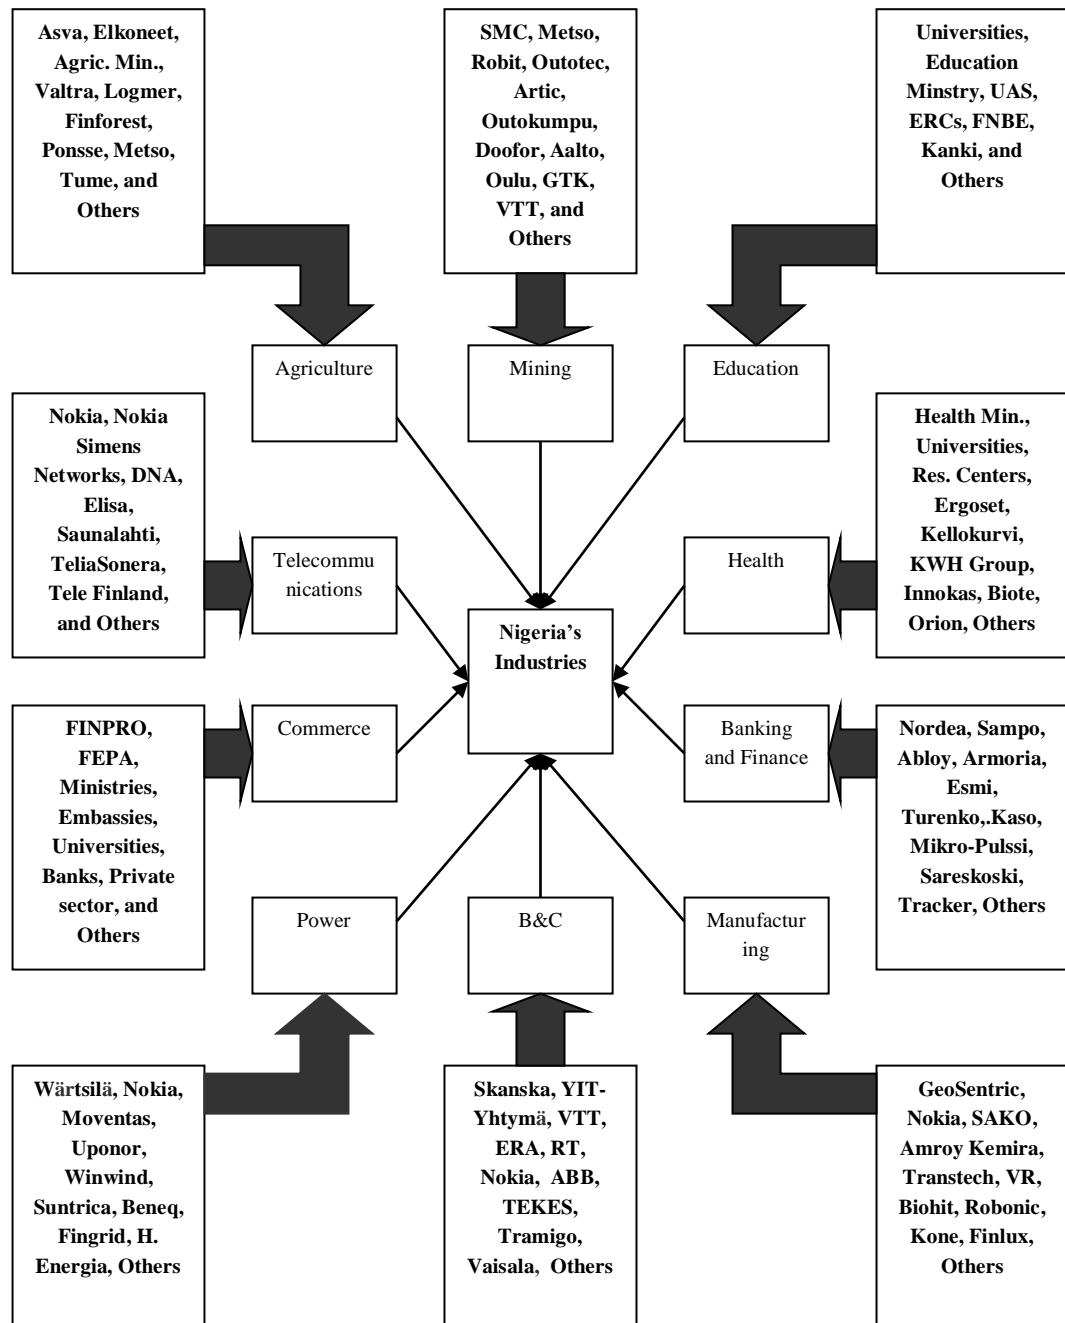 Asva, Elkoneet,
Agric. Min.,
Valtra, Logmer,
Finforest,
Ponsse, Metso,
Tume, and
Others
SMC, Metso,
Robit, Outotec,
Artic,
Outokumpu,
Doofor, Aalto,
Oulu, GTK,
VTT, and
Others
Universities,
Education
Minstry, UAS,
ERCs, FNBE,
Kanki, and
Others
Agriculture
Mining
Education
Nokia, Nokia
Simens
Networks, DNA,
Elisa,
Saunalahti,
TeliaSonera,
Tele Finland,
and Others
Telecommu
nications
Health
Health Min.,
Universities,
Res. Centers,
Ergoset,
Kellokurvi,
KWH Group,
Innokas, Biote,
Orion, Others
Nigeria's
Industries
FINPRO,
FEPA,
Ministries,
Embassies,
Universities,
Banks, Private
sector, and
Others
Commerce
Banking
and Finance
Nordea, Sampo,
Abloy, Armoria,
Esmi,
Turenko,.Kaso,
Mikro-Pulssi,
Sareskoski,
Tracker, Others
Power
B&C
Manufactur
ing
Wärtsilä, Nokia,
Moventas,
Uponor,
Winwind,
Suntrica, Beneq,
Fingrid, H.
Energia, Others
Skanska, YIT-
Yhtymä, VTT,
ERA, RT,
Nokia, ABB,
TEKES,
Tramigo,
Vaisala, Others
GeoSentric,
Nokia, SAKO,
Amroy Kemira,
Transtech, VR,
Biohit, Robonic,
Kone, Finlux,
Others